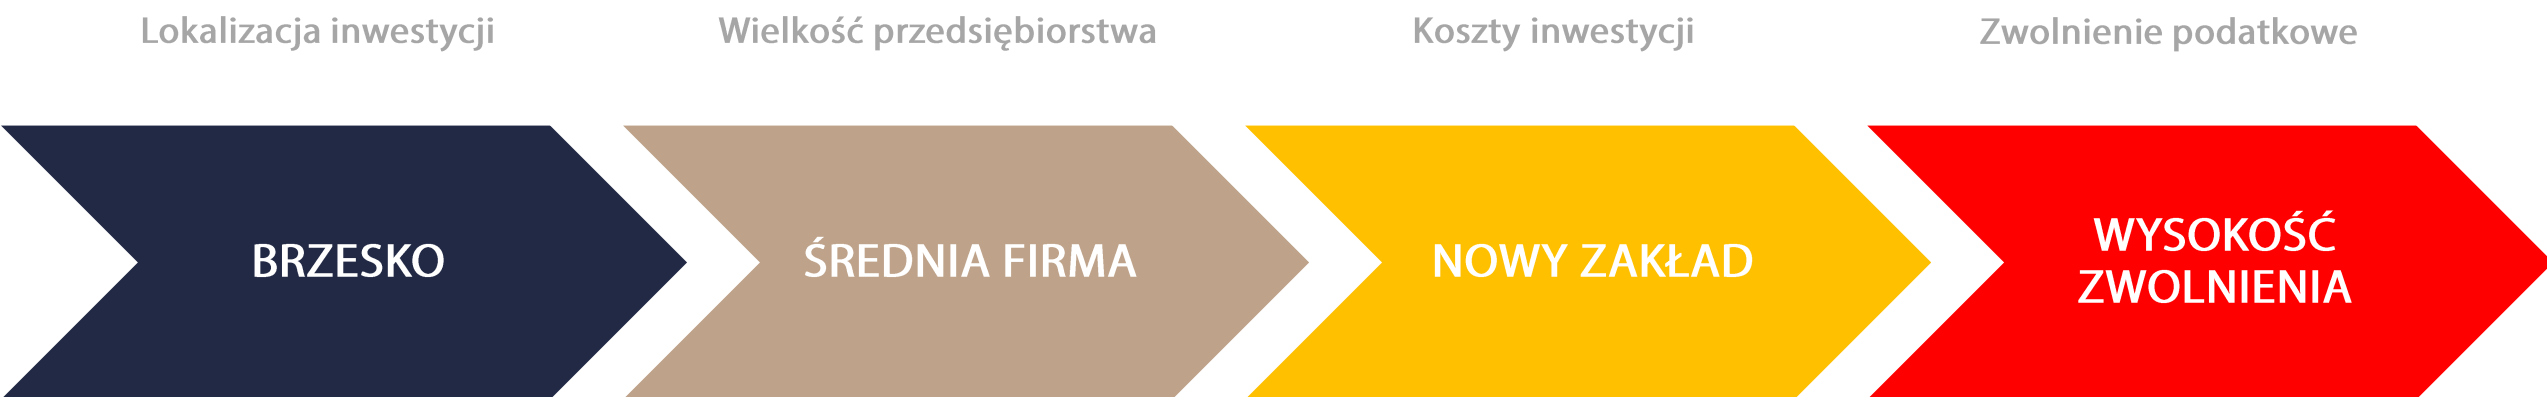 Lokalizacja inwestycji
Wielkość przedsiębiorstwa
Koszty inwestycji
Zwolnienie podatkowe
BRZESKO
ŚREDNIA FIRMA
NOWY ZAKŁAD
WYSOKOŚĆ
ZWOLNIENIA